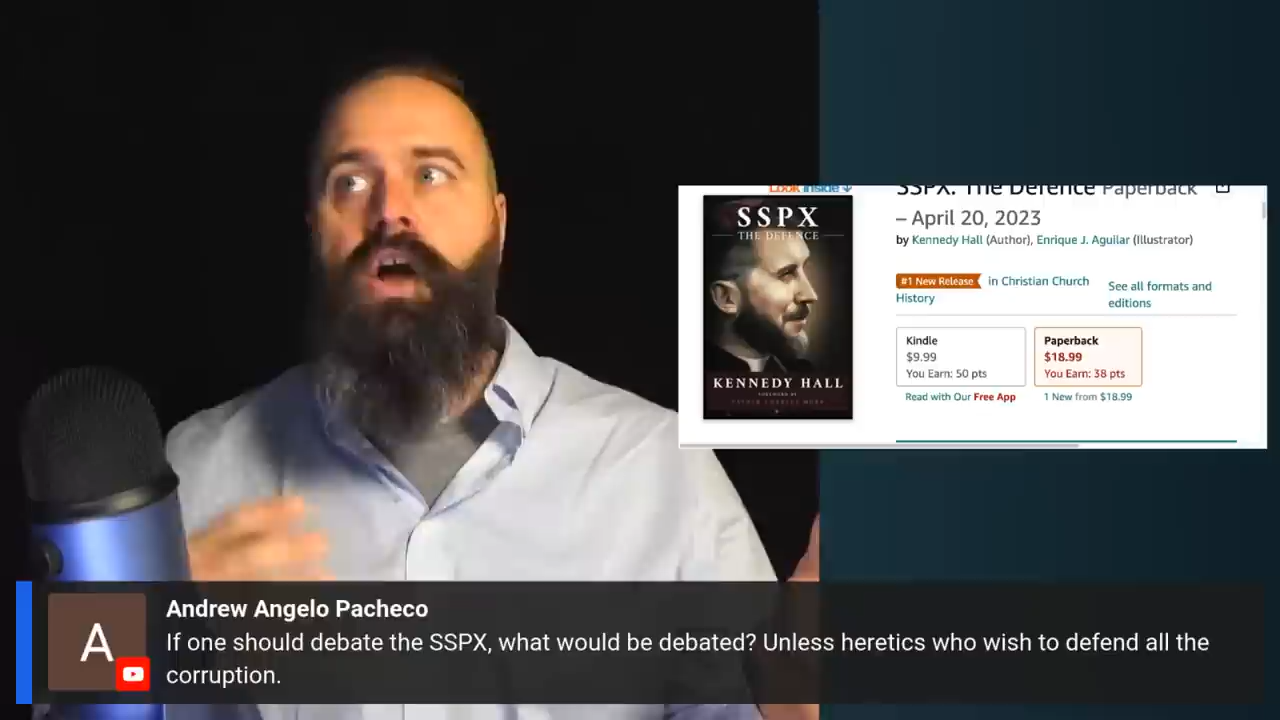 Look Inside
SSPX: The Defence Paperback
– April 20, 2023
by Kennedy Hall (Author), Enrique J. Aguilar (Illustrator)
#1 New Release in Christian Church
History
See all formats and
editions
Kindle
$9.99
You Earn: 50 pts
Paperback
$18.99
You Earn: 38 pts
Read with Our Free App
1 New from $18.99
SSPX
THE DEFENCE
KENNEDY HALL
A
Andrew Angelo Pacheco
If one should debate the SSPX, what would be debated? Unless heretics who wish to defend all the
corruption.